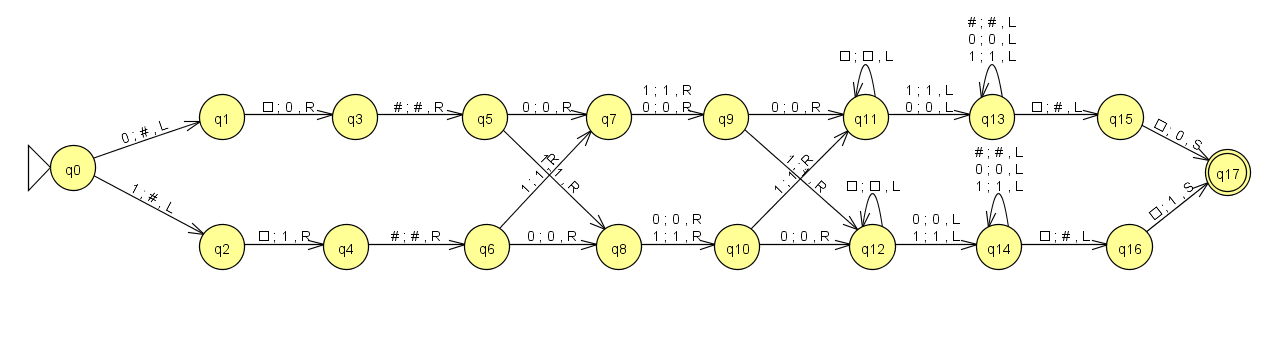 #; #, L
0; 0, L
1; 1, L
□; □, L
1; 1, R
0; 0, R
1; 1, L
0; 0, L
0; #, L
q1
□; 0, R
q3
#; #, R
q5
0; 0, R
q7
q9
0; 0, R
q11
q13
□; #, L
q15
□; 0, S
q0
1; 1, R
1; 1, R
1; 1, R
1; 1, R
#; #, L
0; 0, L
1; 1, L
□; □, L
q17
1; #, L
□; 1, S
0; 0, R
1; 1, R
0; 0, L
1; 1, L
q2
□; 1, R
q4
#; #, R
q6
0; 0, R
q8
q10
0; 0, R
q12
q14
□; #, L
q16